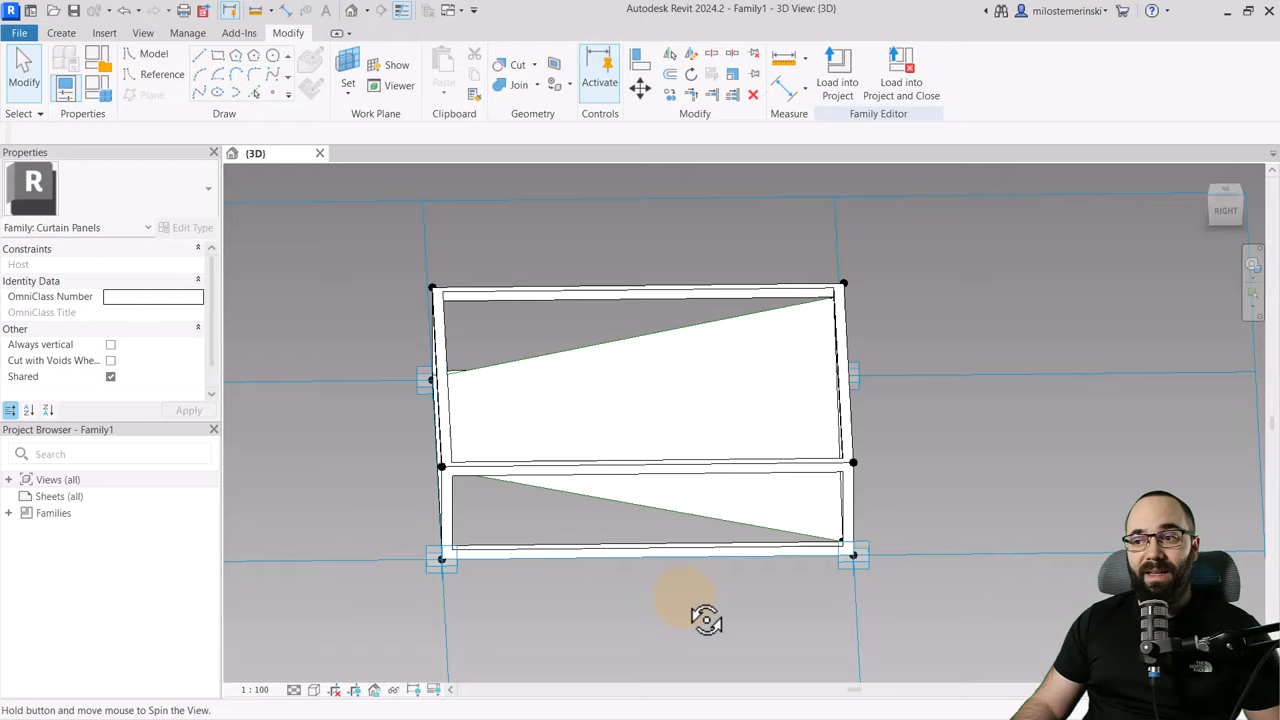 R
Autodesk Revit 2024.2 - Family1 - 3D View: (3D)
milostemerinski
File
Create
Insert
View
Manage
Add-Ins
Modify
Modify
Model
Reference
Plane
Set
Show
Viewer
Paste
Cut
Join
Activate
Load into
Project
Load into
Project and Close
Select
Properties
Draw
Work Plane
Clipboard
Geometry
Controls
Modify
Measure
Family Editor
Properties
(3D)
R
Family: Curtain Panels
Edit Type
Constraints
Host
Identity Data
OmniClass Number
OmniClass Title
Other
Always vertical
Cut with Voids Whe...
Shared
Apply
Project Browser - Family1
Search
Views (all)
Sheets (all)
Families
RIGHT
1 : 100
Hold button and move mouse to Spin the View.